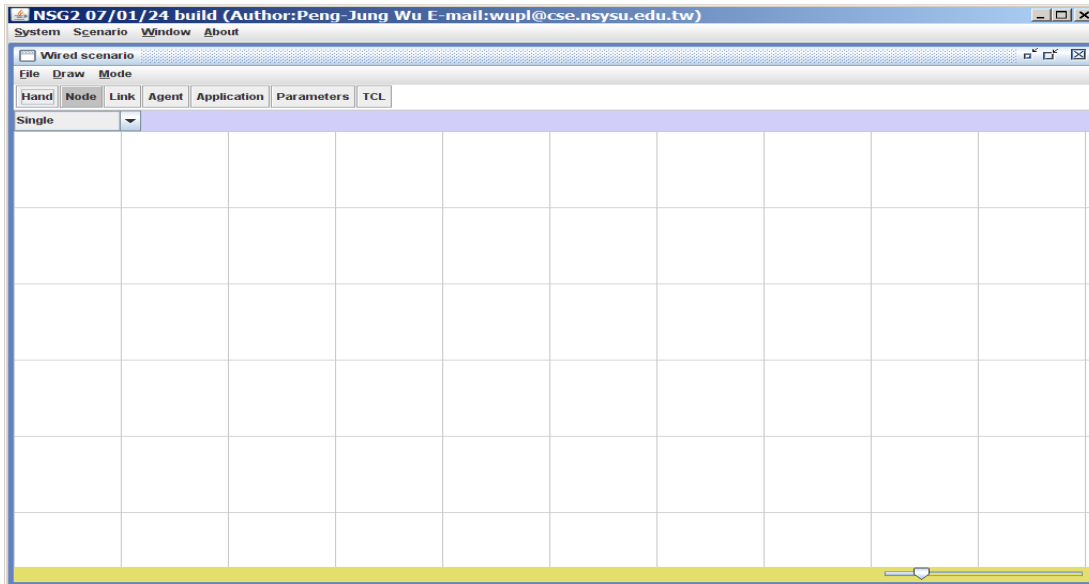 NSG2 07/01/24 build (Author:Peng-Jung Wu E-mail:wupl@cse.nsysu.edu.tw)
System Scenario Window About
Wired scenario
File Draw Mode
Hand Node Link Agent Application Parameters TCL
Single